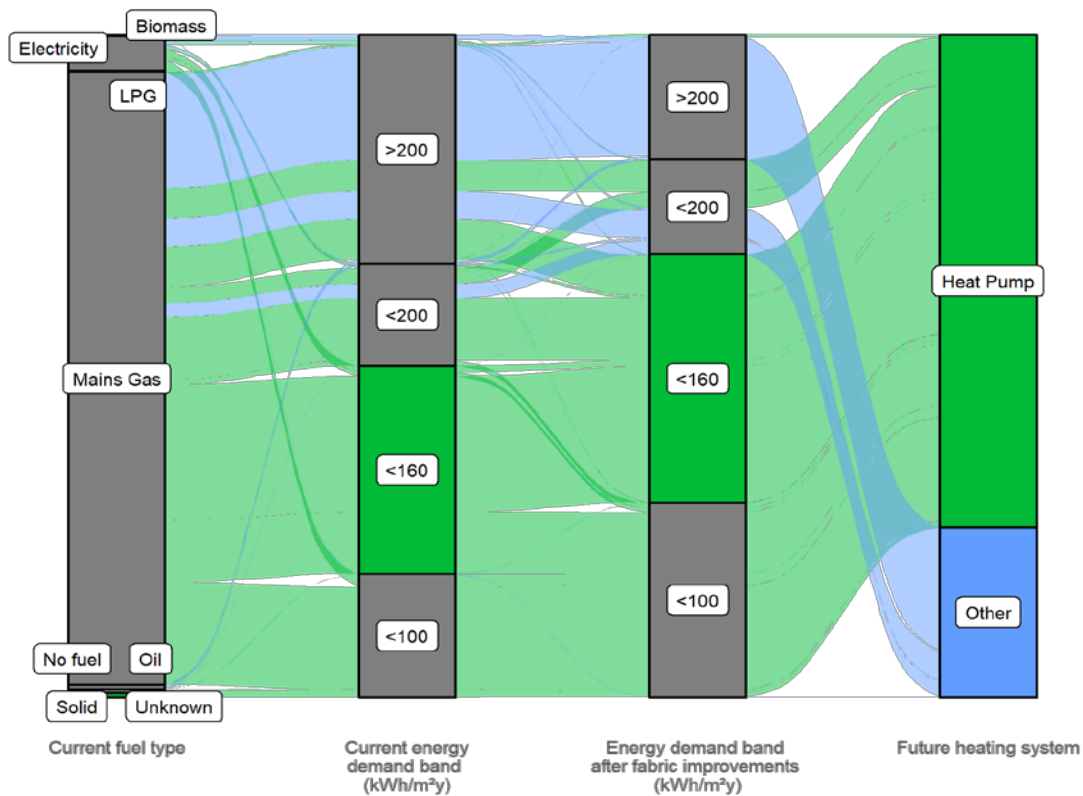 Biomass
Electricity
LPG
Mains Gas
No fuel
Oil
Solid
Unknown
>200
<200
<160
<100
>200
<200
<160
<100
Heat Pump
Other
Current fuel type
Current energy
demand band
(kWh/m²y)
Energy demand band
after fabric improvements
(kWh/m²y)
Future heating system